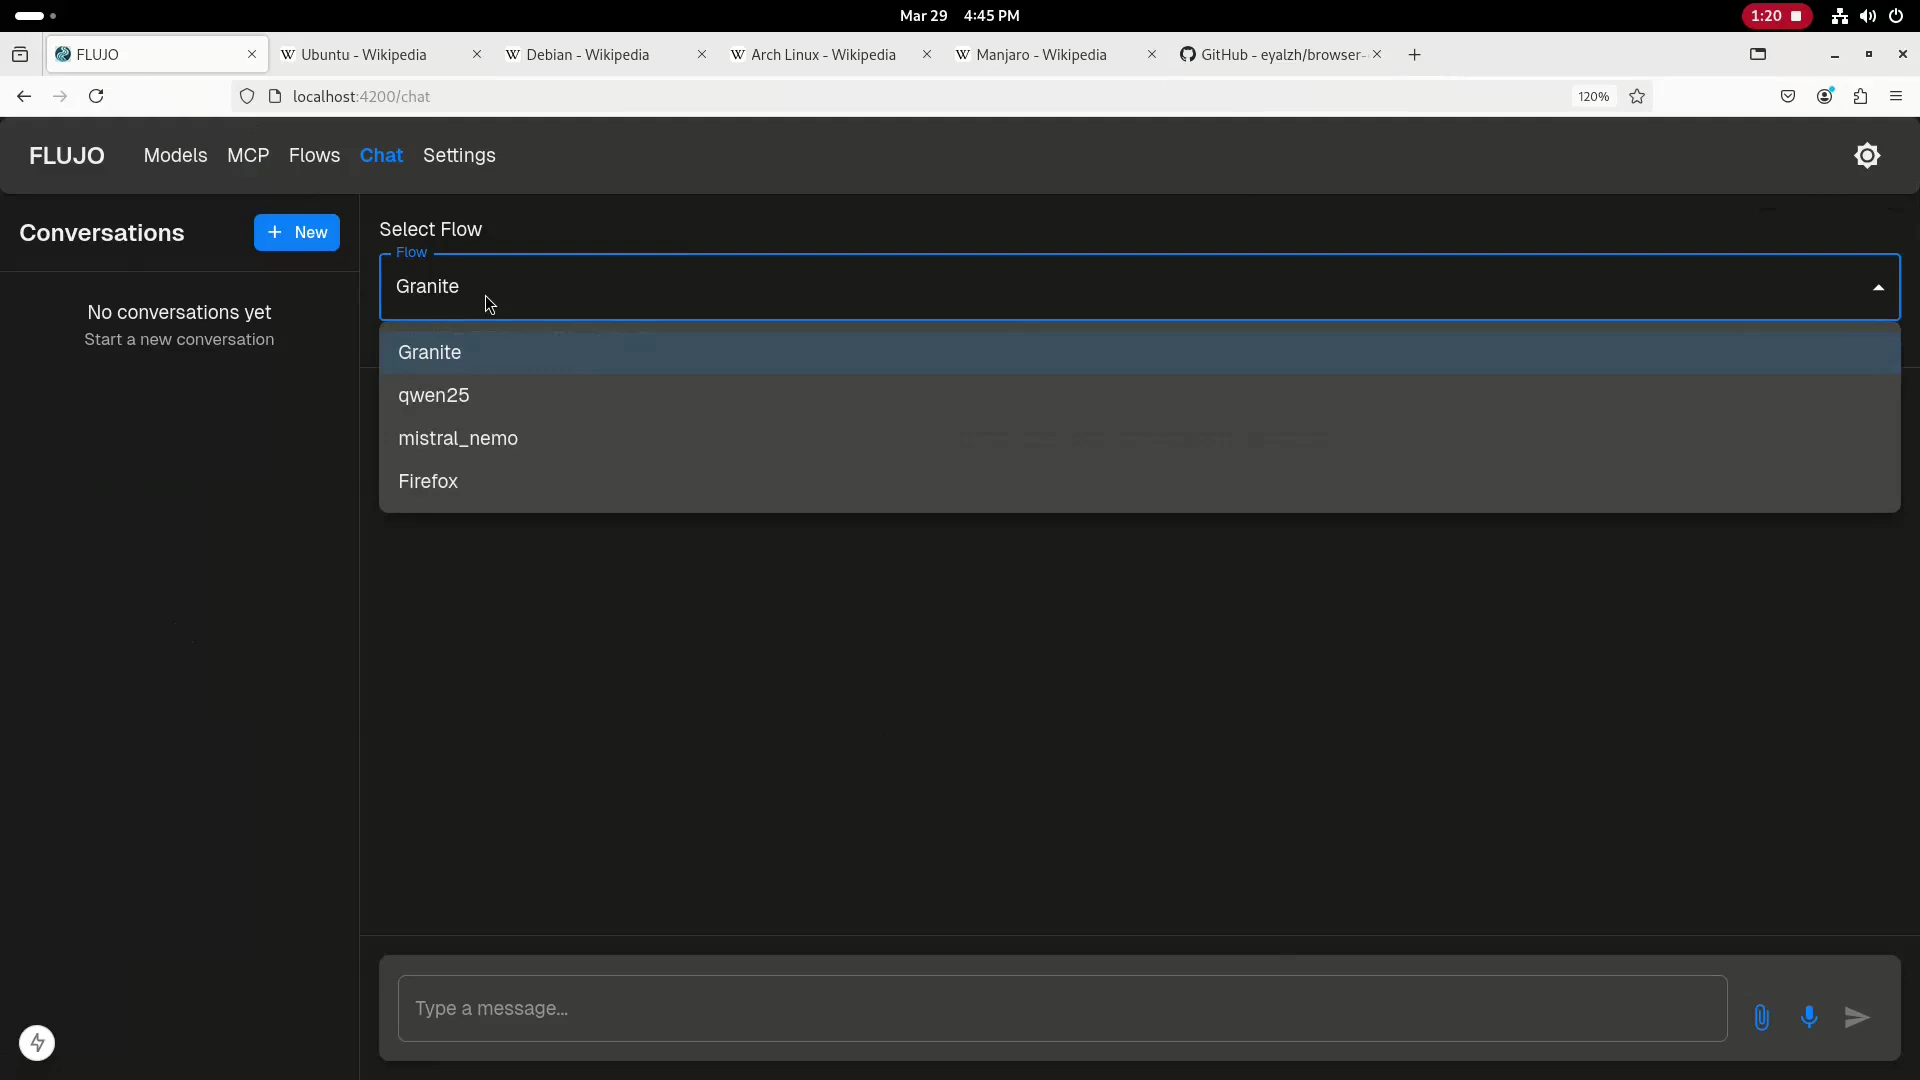 Mar 29 4:45 PM
1:20
FLUJO
Ubuntu - Wikipedia
Debian - Wikipedia
Arch Linux - Wikipedia
Manjaro - Wikipedia
GitHub - eyalzh/browser-
localhost:4200/chat
120%
FLUJO
Models
MCP
Flows
Chat
Settings
Conversations
+ New
No conversations yet
Start a new conversation
Select Flow
Flow
Granite
Granite
qwen25
mistral_nemo
Firefox
Type a message...